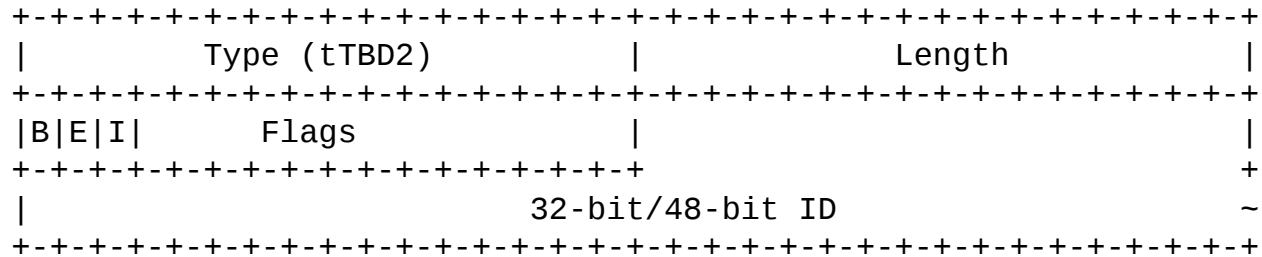 +-+-+-+-+-+-+-+-+-+-+-+-+-+-+-+-+-+-+-+-+-+-+-+-+-+-+-+-+-+-+-+-+
|         Type (tTBD2)          |             Length            |
+-+-+-+-+-+-+-+-+-+-+-+-+-+-+-+-+-+-+-+-+-+-+-+-+-+-+-+-+-+-+-+-+
|B|E|I|      Flags              |                               |
+-+-+-+-+-+-+-+-+-+-+-+-+-+-+-+-+                               +
|                          32-bit/48-bit ID                     ~
+-+-+-+-+-+-+-+-+-+-+-+-+-+-+-+-+-+-+-+-+-+-+-+-+-+-+-+-+-+-+-+-+